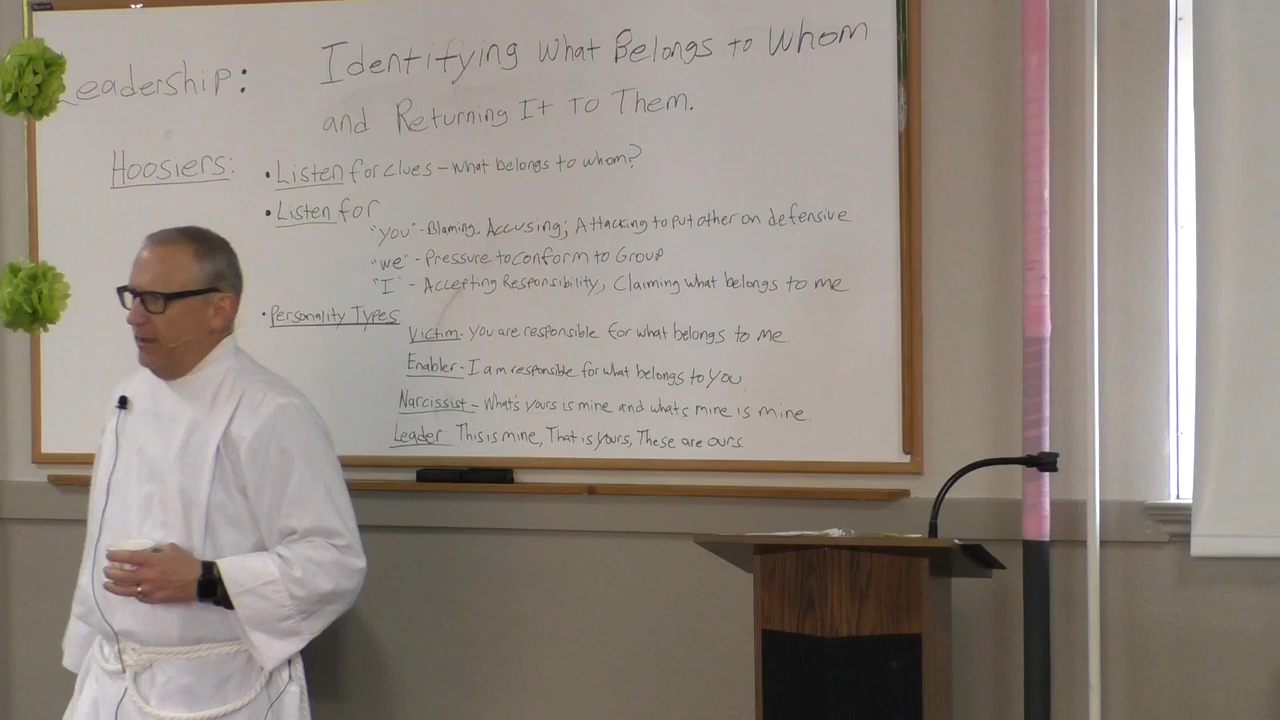 Leadership: Identifying What Belongs to Whom
and Returning It To Them.
Hoosiers: • Listen for clues - What belongs to whom?
• Listen for
"you" - Blaming. Accusing; Attacking to put other on defensive
"we" - Pressure to conform to Group
"I" - Accepting Responsibility, Claiming what belongs to me
• Personality Types
Victim - You are responsible for what belongs to me.
Enabler - I am responsible for what belongs to you
Narcissist - What's yours is mine and whats mine is mine.
Leader: This is mine, That is yours, These are ours.